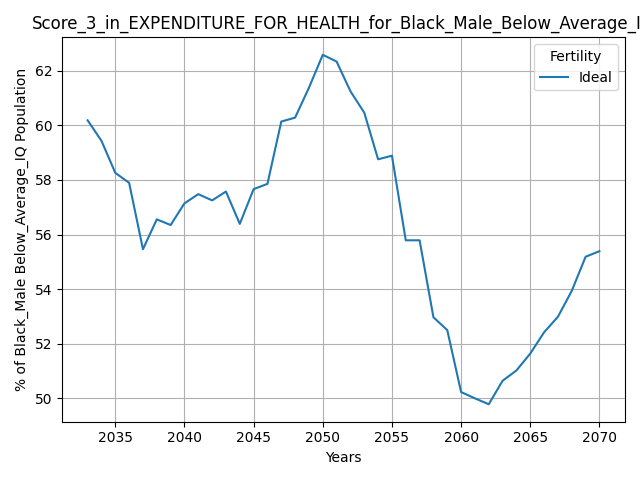 Score_3_in_EXPENDITURE_FOR_HEALTH_for_Black_Male_Below_Average_I
Fertility
Ideal
% of Black_Male Below_Average_IQ Population
62
60
58
56
54
52
50
2035 2040 2045 2050 2055 2060 2065 2070
Years